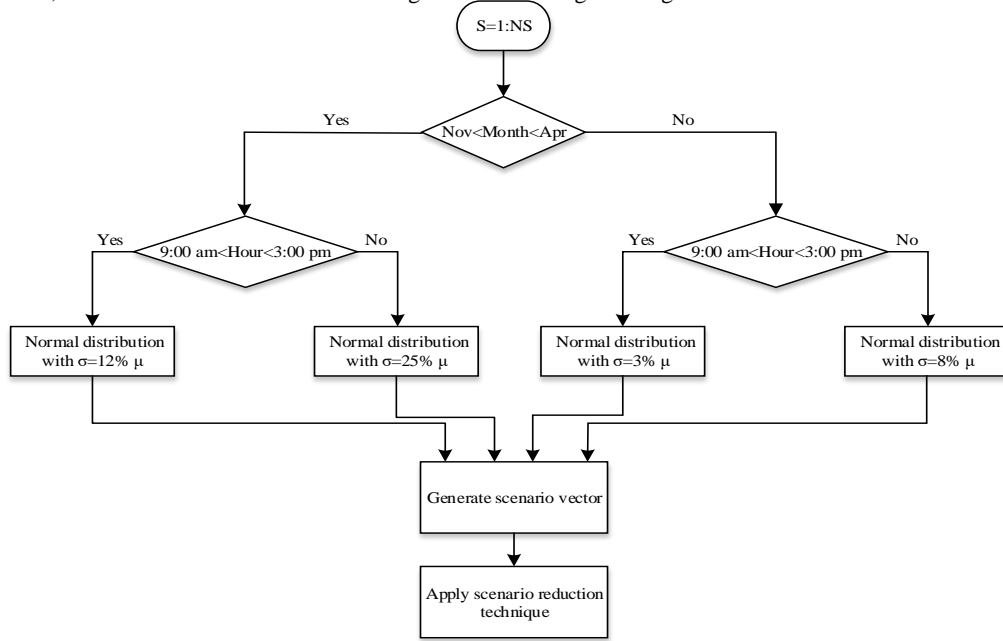 S=1:NS
Nov<Month<Apr
Yes
No
9:00 am<Hour<3:00 pm
Yes
No
9:00 am<Hour<3:00 pm
Yes
No
Normal distribution
with σ=12% μ
Normal distribution
with σ=25% μ
Normal distribution
with σ=3% μ
Normal distribution
with σ=8% μ
Generate scenario vector
Apply scenario reduction
technique